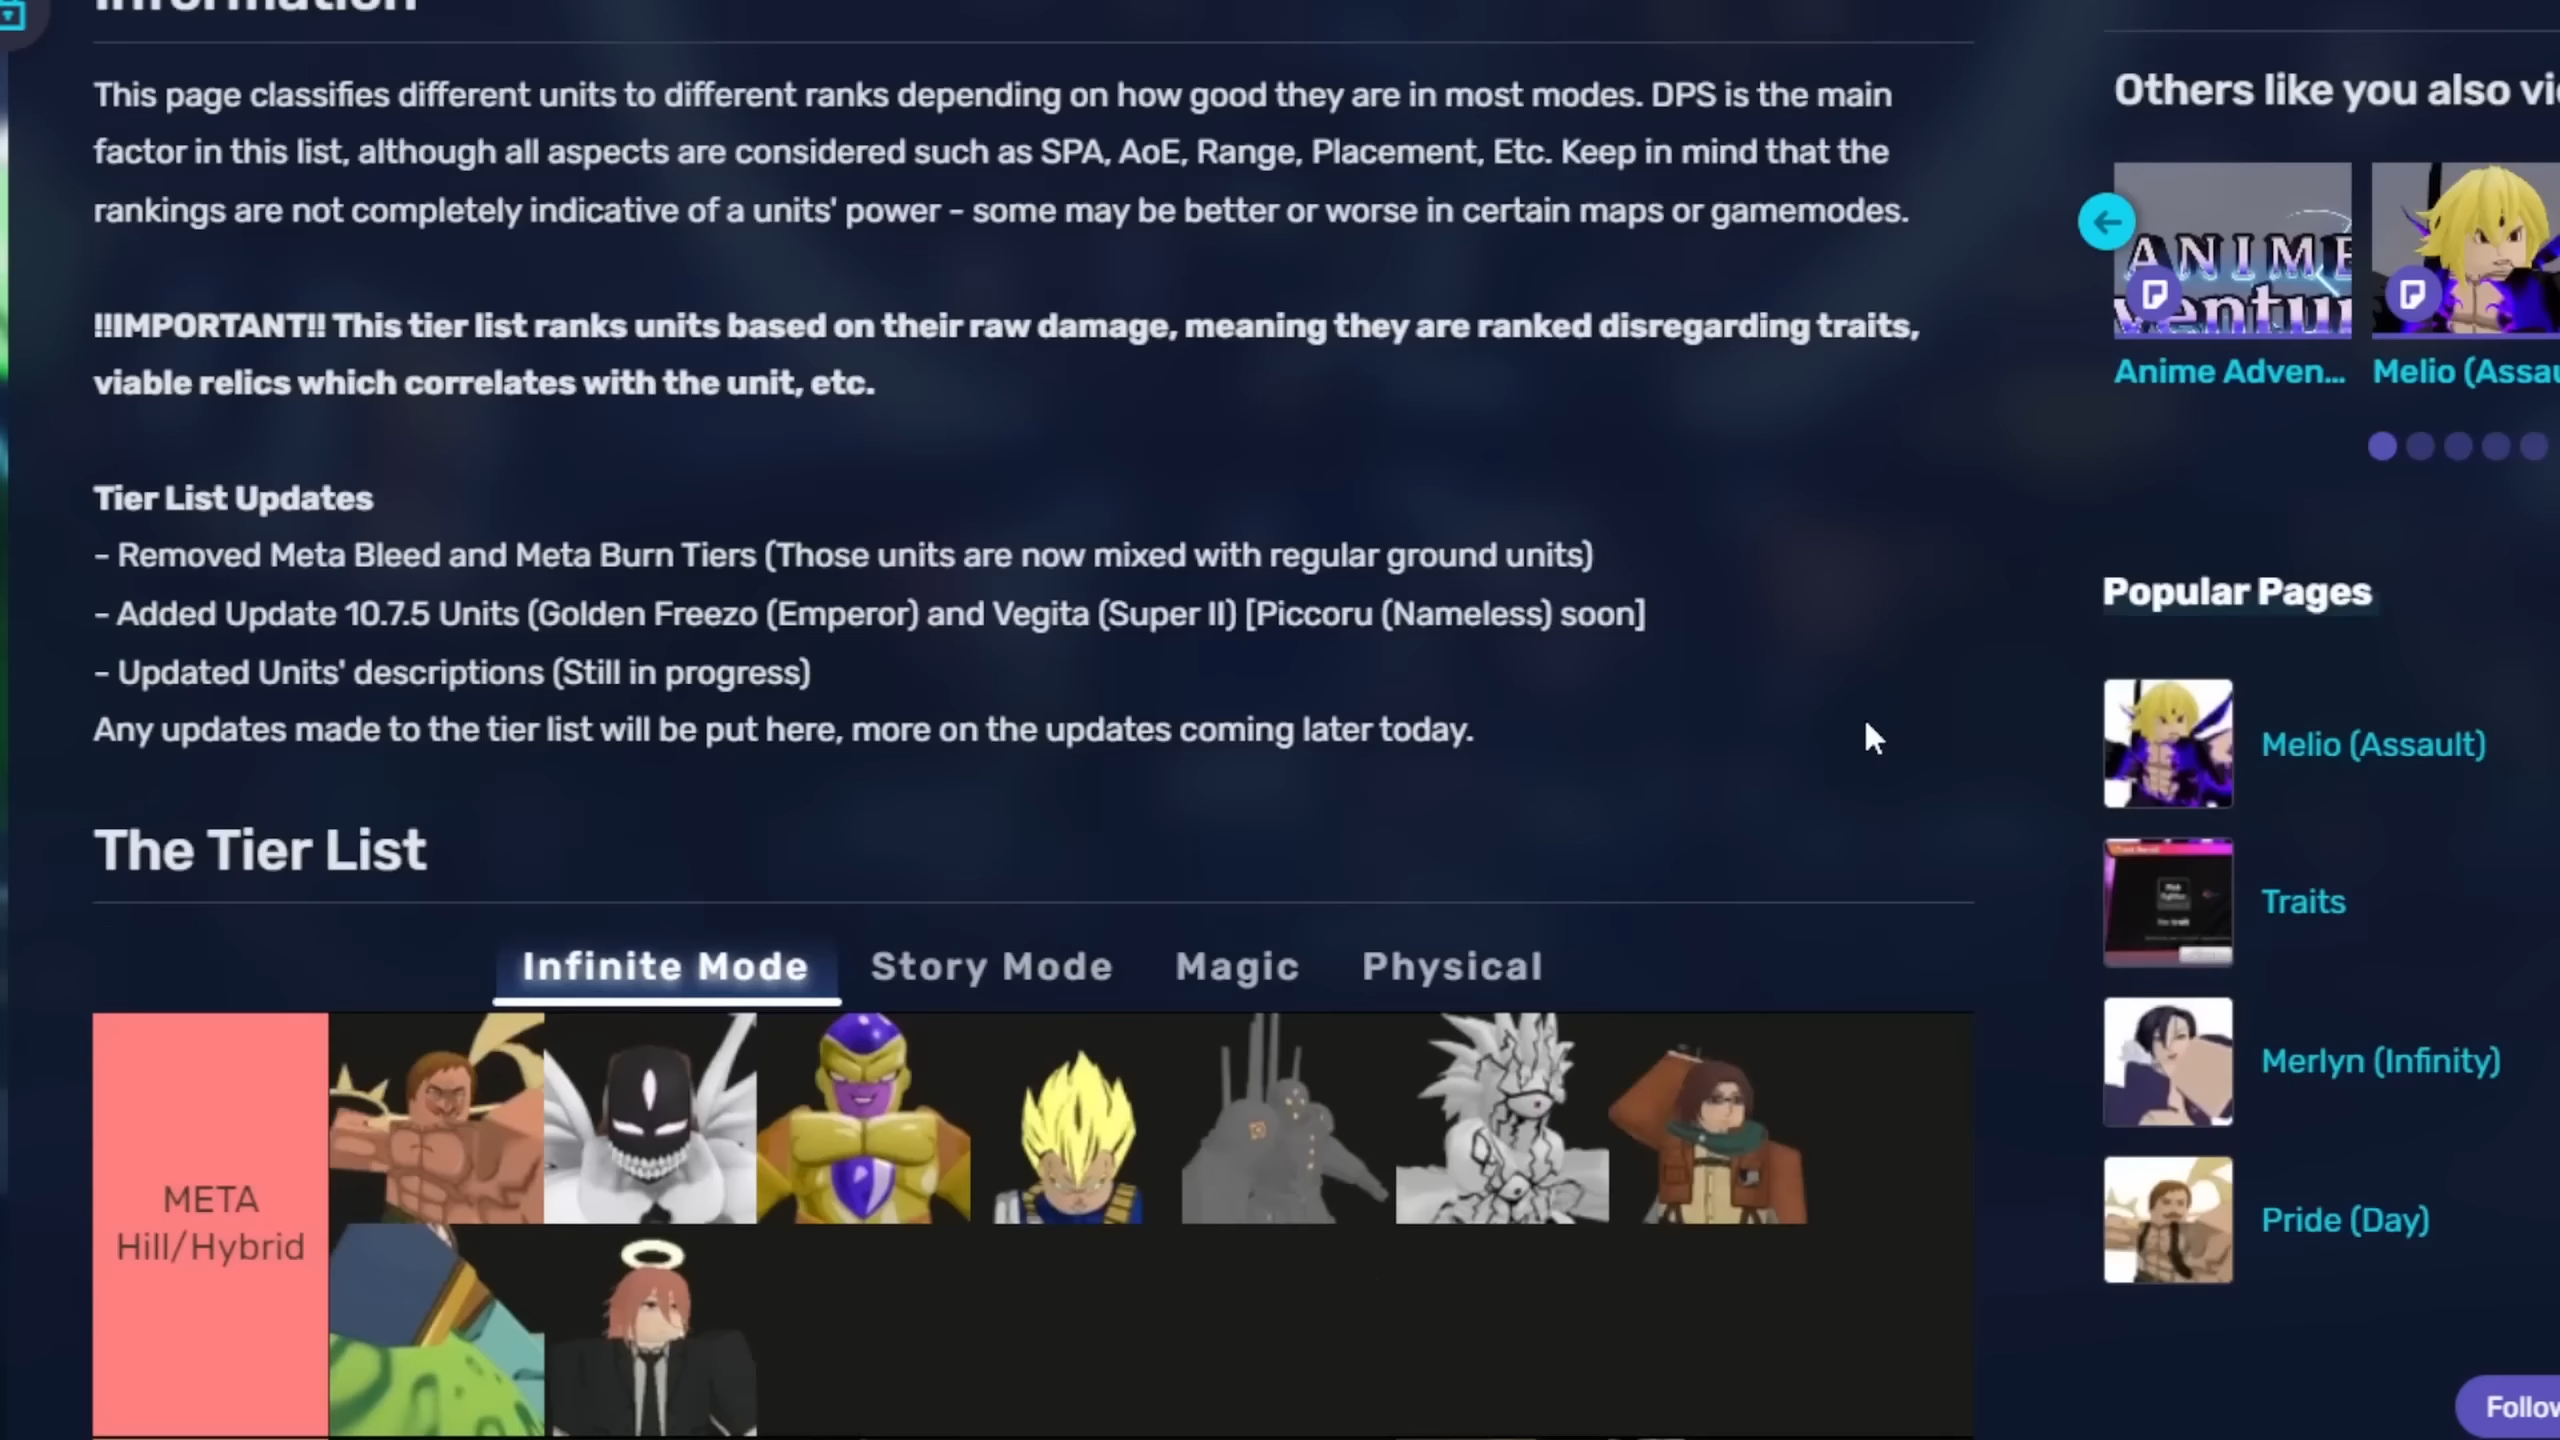 Information
This page classifies different units to different ranks depending on how good they are in most modes. DPS is the main
factor in this list, although all aspects are considered such as SPA, AoE, Range, Placement, Etc. Keep in mind that the
rankings are not completely indicative of a units' power - some may be better or worse in certain maps or gamemodes.
!!IMPORTANT!! This tier list ranks units based on their raw damage, meaning they are ranked disregarding traits,
viable relics which correlates with the unit, etc.
Tier List Updates
- Removed Meta Bleed and Meta Burn Tiers (Those units are now mixed with regular ground units)
- Added Update 10.7.5 Units (Golden Freezo (Emperor) and Vegita (Super II) [Piccoru (Nameless) soon]
- Updated Units' descriptions (Still in progress)
Any updates made to the tier list will be put here, more on the updates coming later today.
The Tier List
Infinite Mode
Story Mode
Magic
Physical
META
Hill/Hybrid
Others like you also vi
ANIME
Anime Adven...
Melio (Assau
Popular Pages
Melio (Assault)
Traits
Merlyn (Infinity)
Pride (Day)
Follow